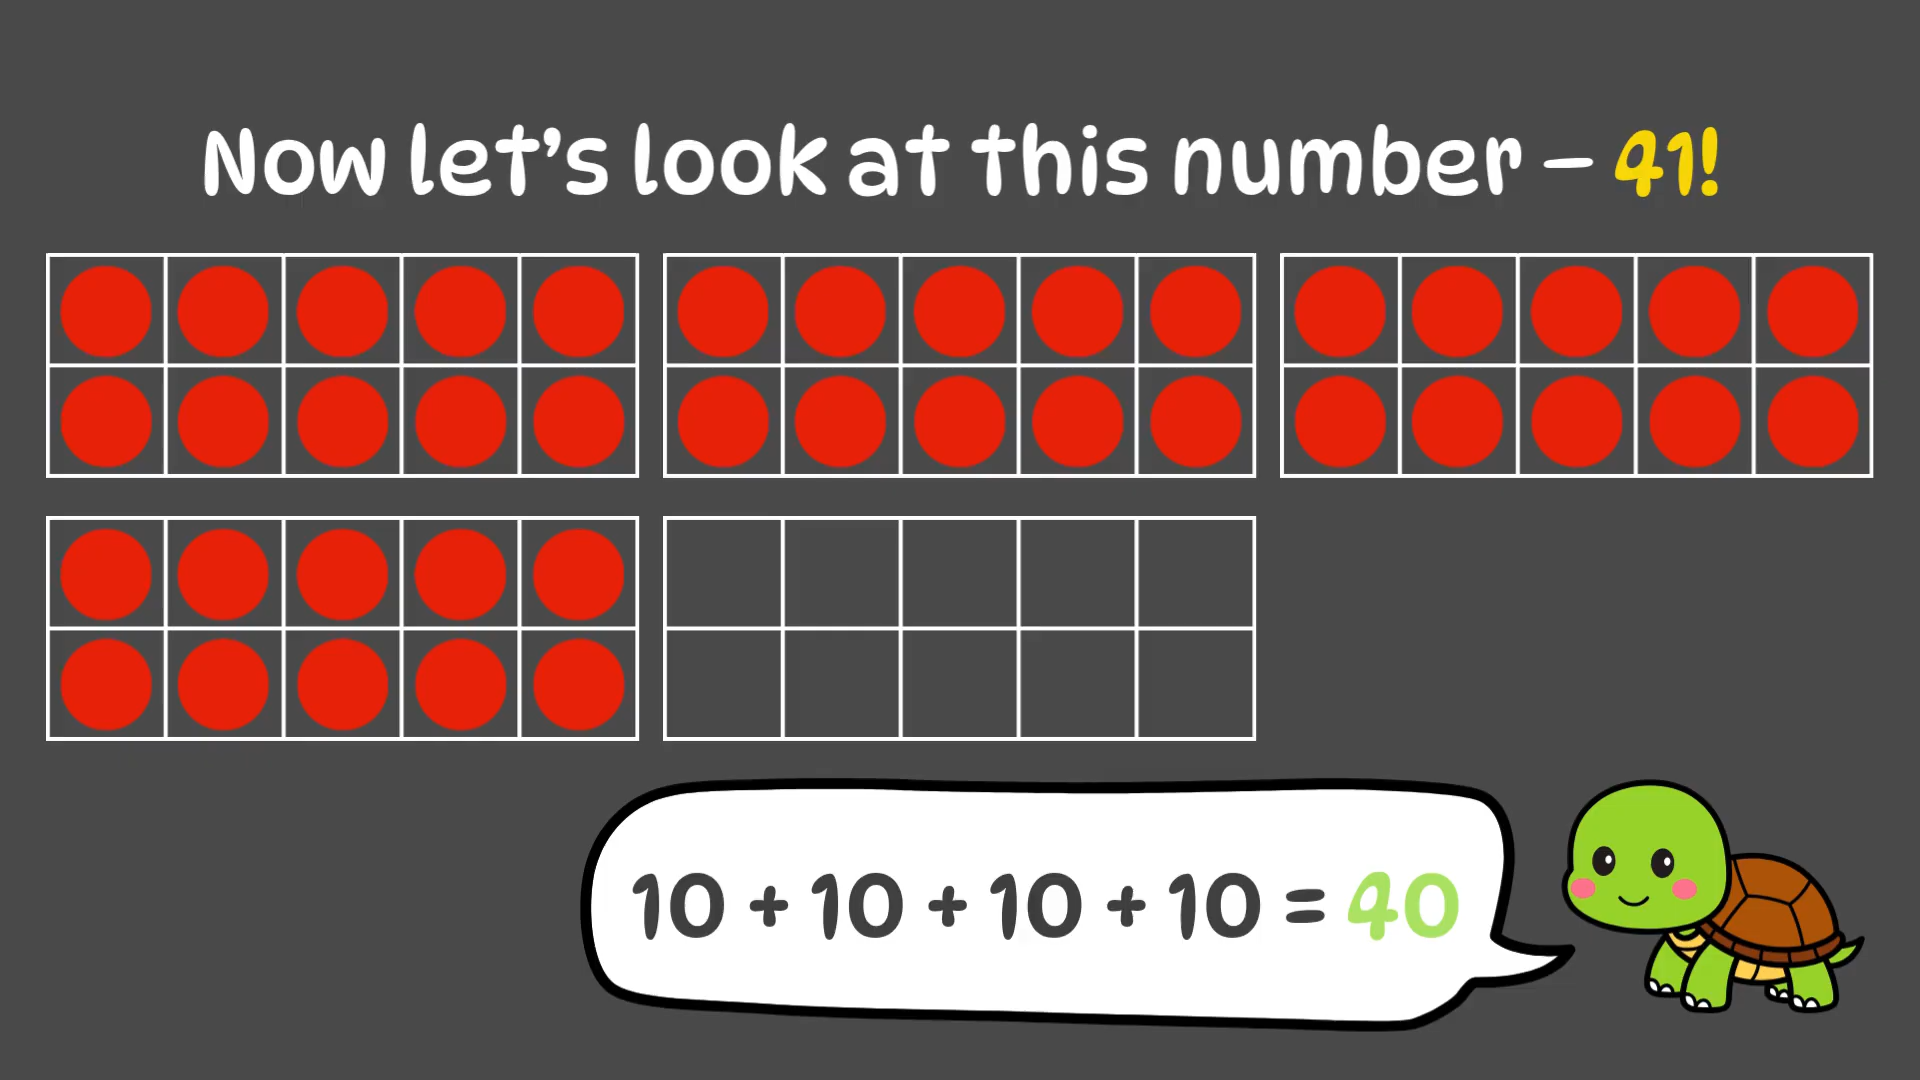 Now let’s look at this number – 41!
10 + 10 + 10 + 10 = 40